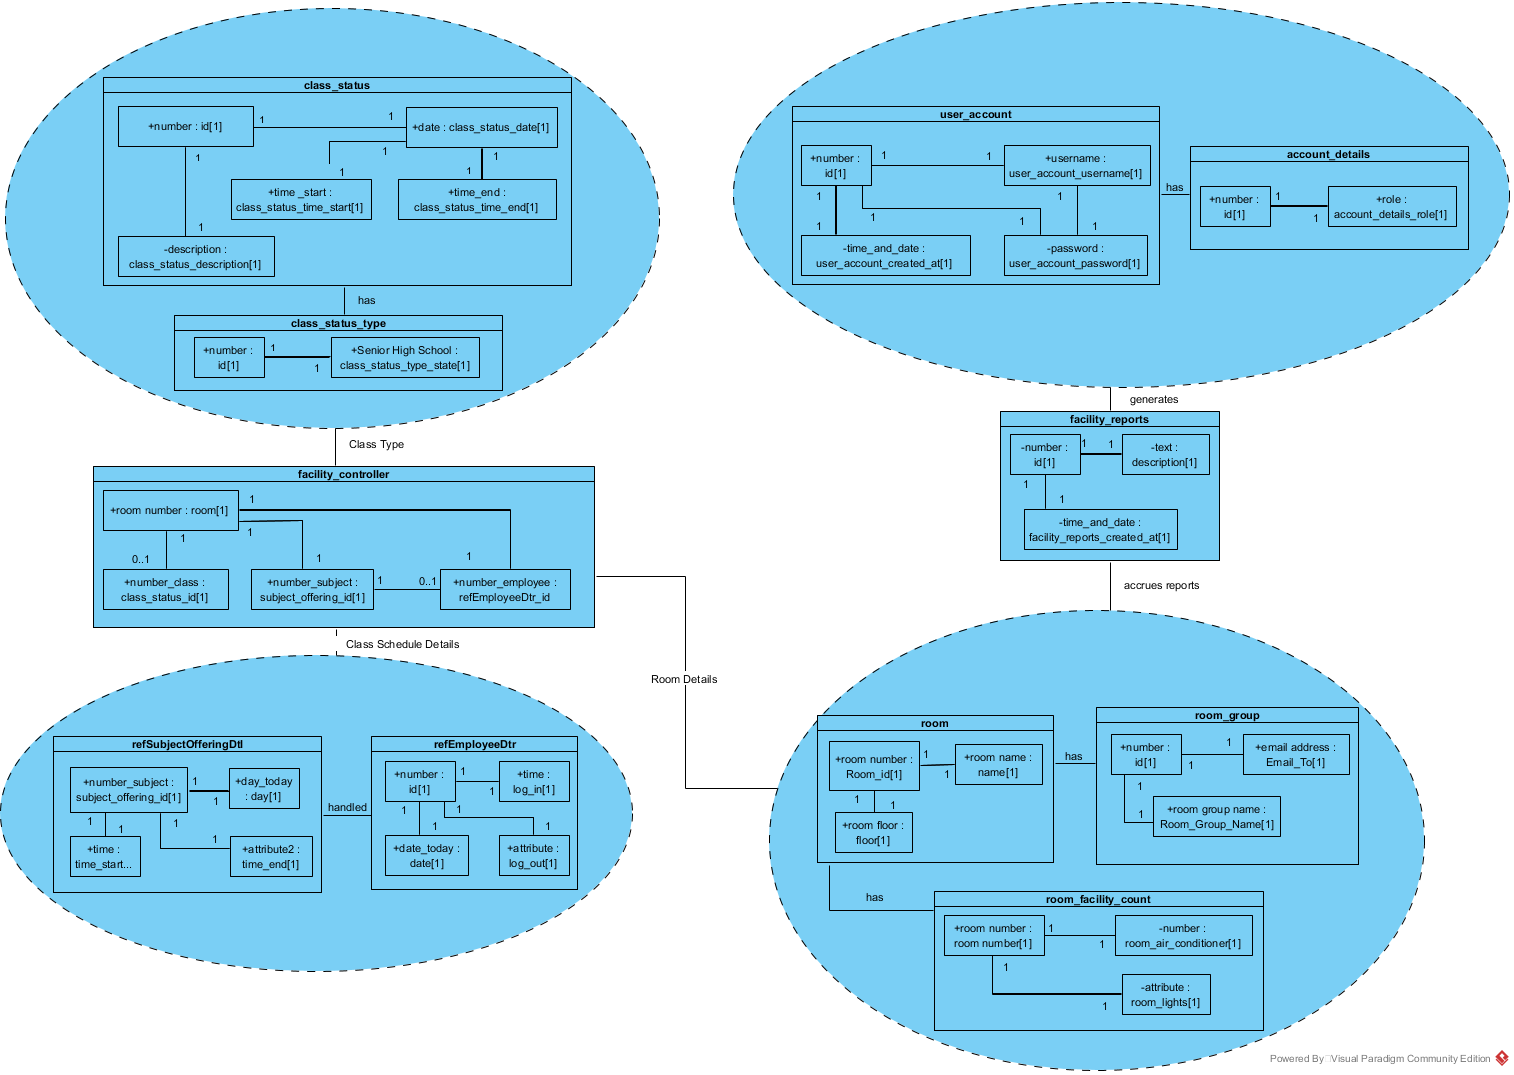 class_status
+number : id[1]
1
1
+date : class_status_date[1]
1
1
1
1
1
+time _start :
class_status_time_start[1]
+time_end :
class_status_time_end[1]
1
-description :
class_status_description[1]
has
class_status_type
+number :
id[1]
1
1
+Senior High School :
class_status_type_state[1]
Class Type
user_account
+number :
id[1]
1
1
+username :
user_account_username[1]
1
1
1
1
1
1
-time_and_date :
user_account_created_at[1]
-password :
user_account_password[1]
has
account_details
+number :
id[1]
1
1
+role :
account_details_role[1]
generates
facility_reports
-number :
id[1]
1
1
-text :
description[1]
1
1
-time_and_date :
facility_reports_created_at[1]
accrues reports
facility_controller
+room number : room[1]
1
1
1
0..1
1
1
+number_class :
class_status_id[1]
+number_subject :
subject_offering_id[1]
1
0..1
+number_employee :
refEmployeeDtr_id
Class Schedule Details
Room Details
refSubjectOfferingDtl
+number_subject :
subject_offering_id[1]
1
1
+day_today
: day[1]
1
1
1
1
+time :
time_start...
+attribute2 :
time_end[1]
handled
refEmployeeDtr
+number :
id[1]
1
1
+time :
log_in[1]
1
1
1
1
+date_today :
date[1]
+attribute :
log_out[1]
room
+room number :
Room_id[1]
1
1
+room name :
name[1]
1
1
+room floor :
floor[1]
has
room_group
+number :
id[1]
1
1
+email address :
Email_To[1]
1
1
+room group name :
Room_Group_Name[1]
has
room_facility_count
+room number :
room number[1]
1
1
-number :
room_air_conditioner[1]
1
1
-attribute :
room_lights[1]
Powered By Visual Paradigm Community Edition